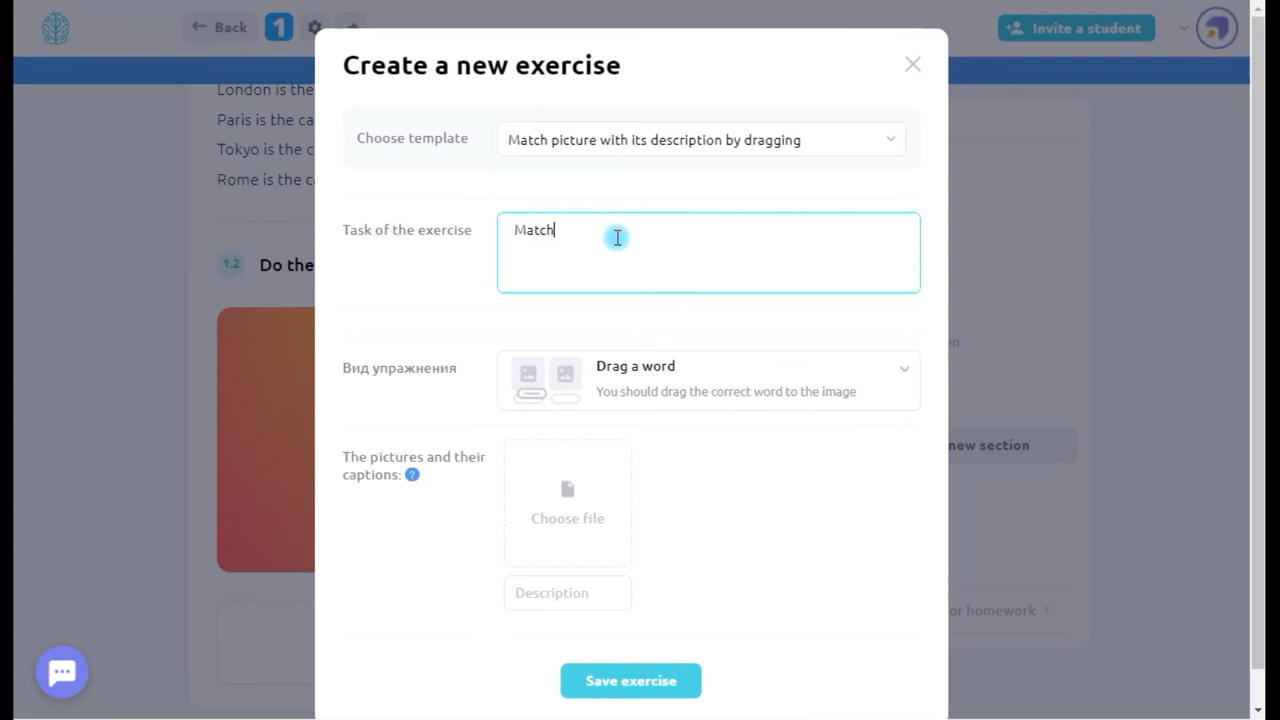 Back 1 Invite a student
Create a new exercise
London is the
Choose template Match picture with its description by dragging
Paris is the ca
Tokyo is the c
Rome is the ca
Task of the exercise Match
1.2 Do the
Вид упражнения Drag a word
You should drag the correct word to the image
new section
The pictures and their
captions: ?
Choose file
Description
or homework ?
Save exercise